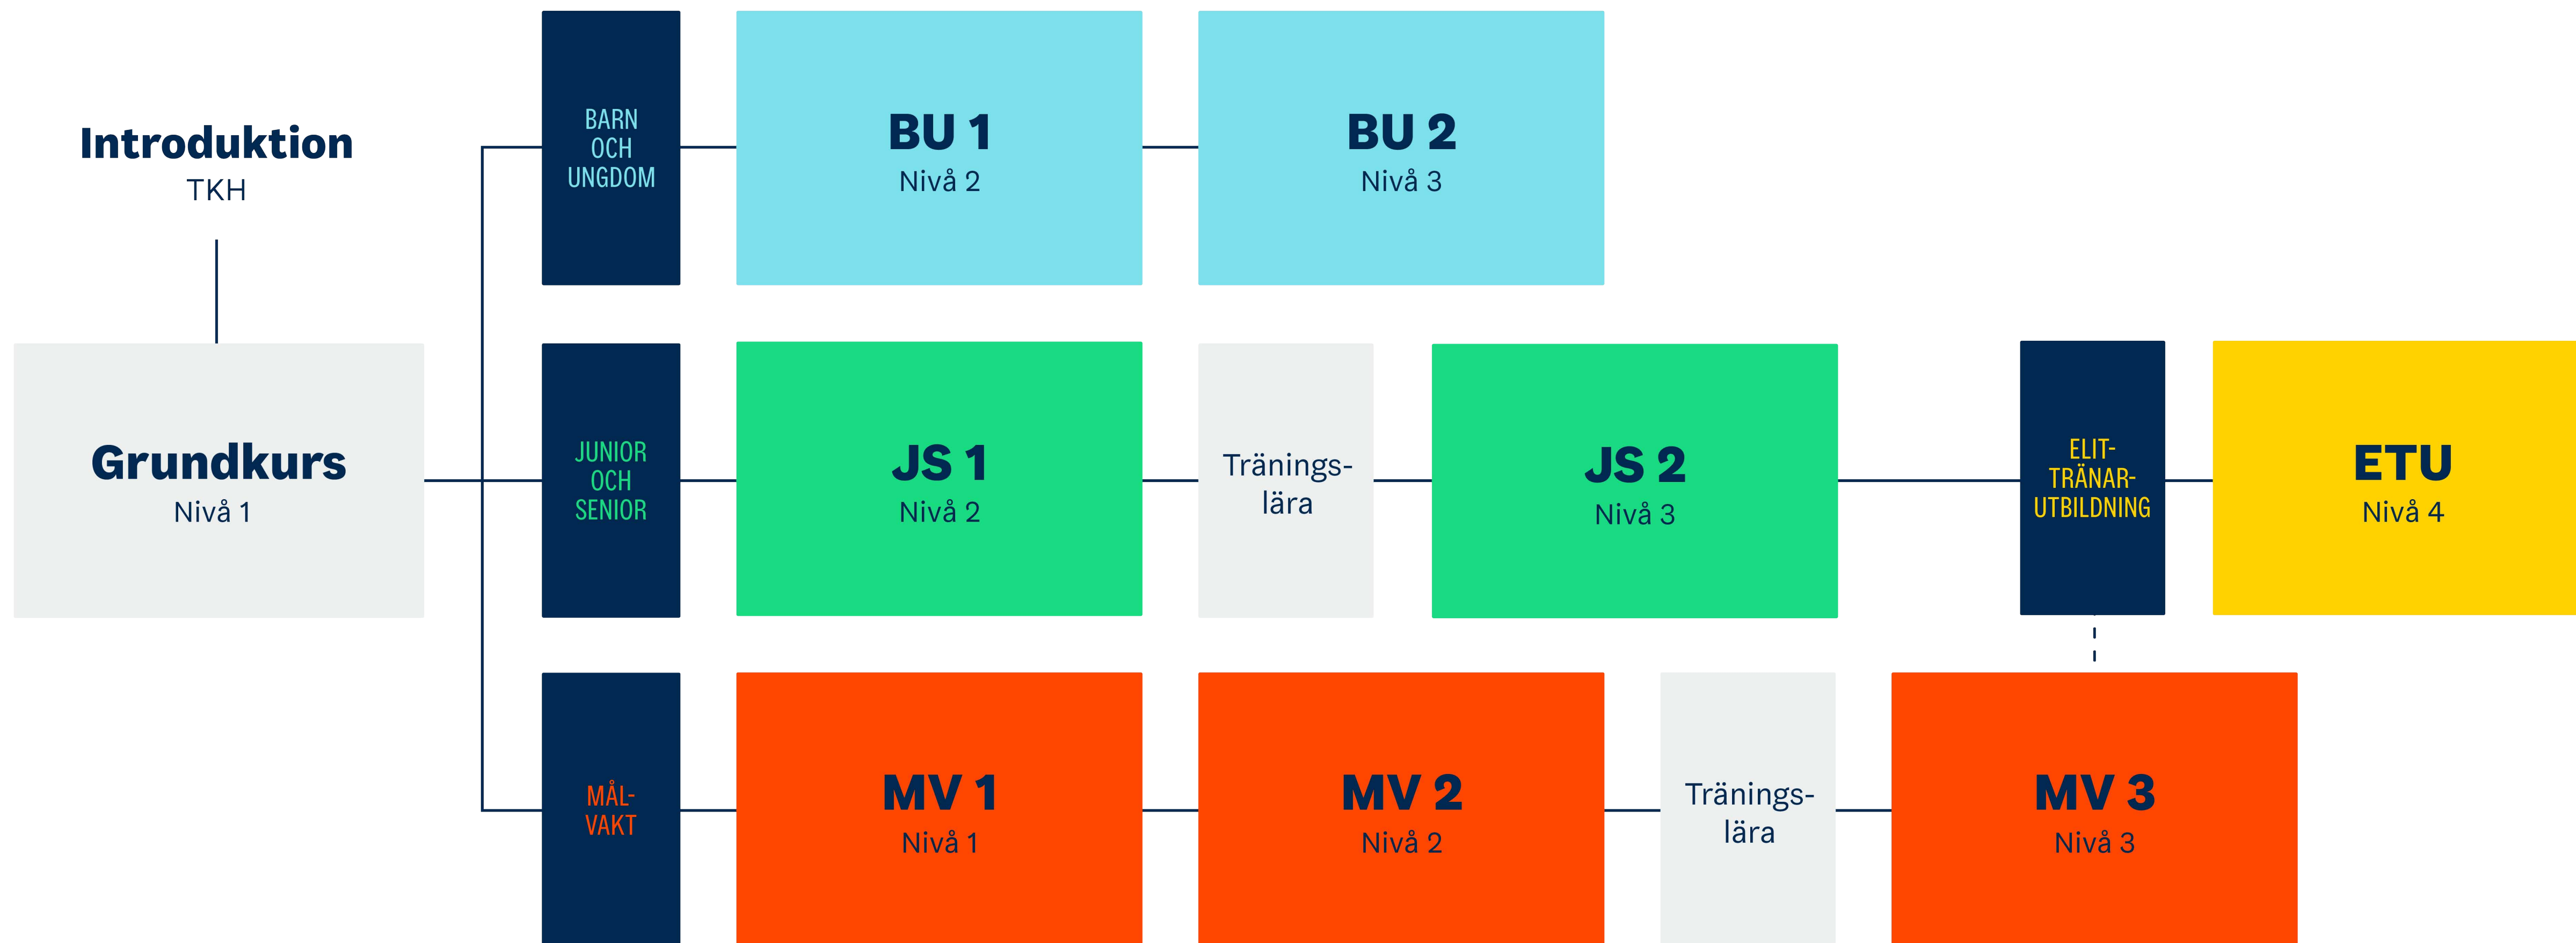 Introduktion
TKH
Grundkurs
Nivå 1
BARN
OCH
UNGDOM
BU 1
Nivå 2
BU 2
Nivå 3
JUNIOR
OCH
SENIOR
JS 1
Nivå 2
Tränings-
lära
JS 2
Nivå 3
ELIT-
TRÄNAR-
UTBILDNING
ETU
Nivå 4
MÅL-
VAKT
MV 1
Nivå 1
MV 2
Nivå 2
Tränings-
lära
MV 3
Nivå 3